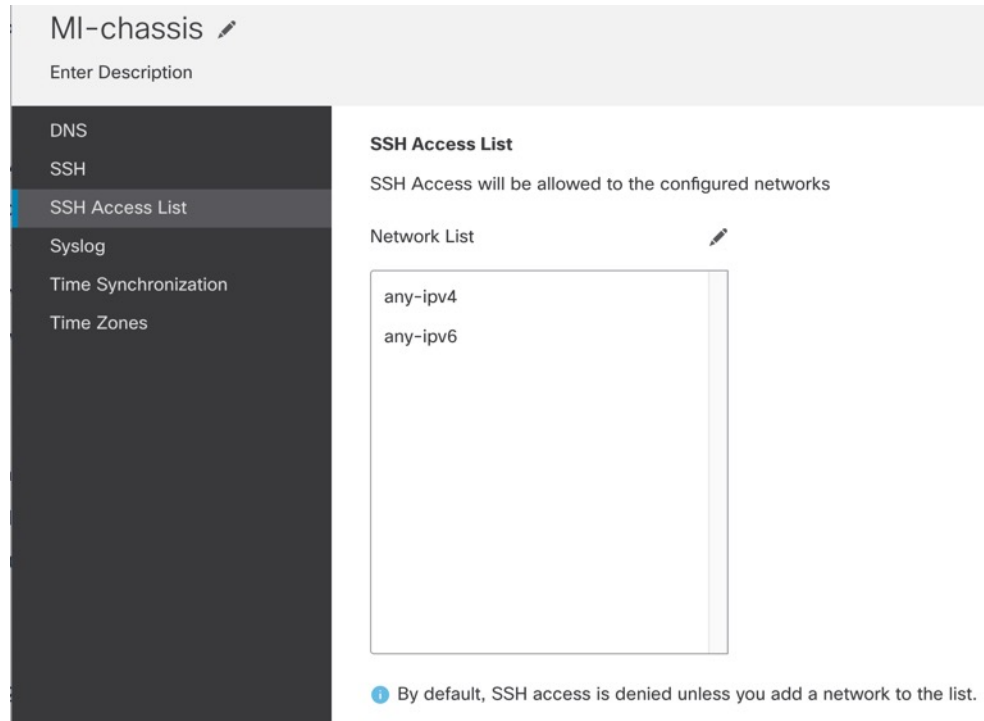 MI-chassis
Enter Description
DNS
SSH
SSH Access List
Syslog
Time Synchronization
Time Zones
SSH Access List
SSH Access will be allowed to the configured networks
Network List
any-ipv4
any-ipv6
By default, SSH access is denied unless you add a network to the list.